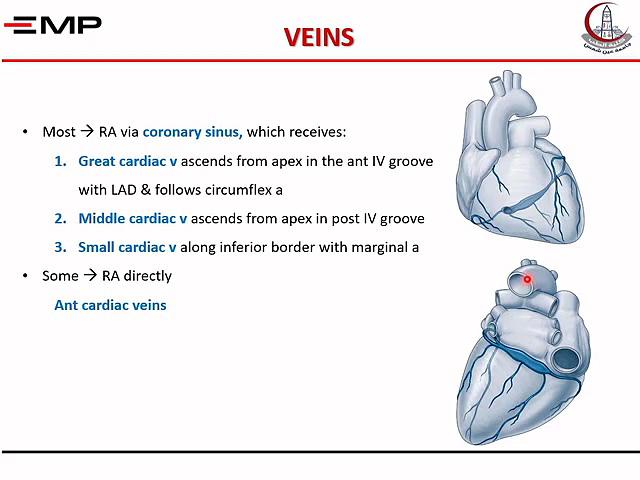 EMP
VEINS
• Most → RA via coronary sinus, which receives:
1. Great cardiac v ascends from apex in the ant IV groove
with LAD & follows circumflex a
2. Middle cardiac v ascends from apex in post IV groove
3. Small cardiac v along inferior border with marginal a
• Some → RA directly
Ant cardiac veins